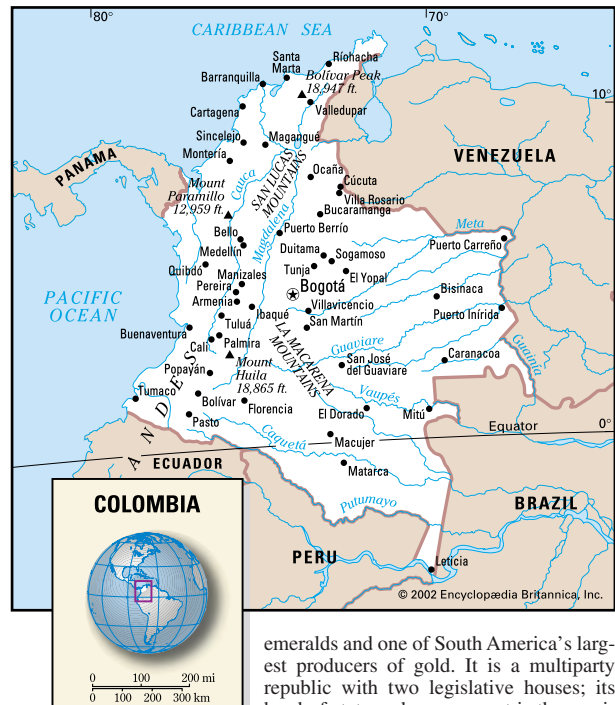 80°
70°
CARIBBEAN SEA
Santa
Marta
Ríohacha
Barranquilla
Bolívar Peak
18,947 ft.
10°
Cartagena
Valledupar
Sincelejo
Magangué
Montería
PANAMA
VENEZUELA
Mount
Paramillo
12,959 ft.
Cauca
SAN LUCAS
MOUNTAINS
Ocaña
Cúcuta
Villa Rosario
Bucaramanga
Magdalena
Puerto Berrío
Meta
Puerto Carreño
Bello
Medellín
Duitama
Sogamoso
Quibdó
Manizales
Tunja
El Yopal
Pereira
Bogotá
Bisinaca
PACIFIC
OCEAN
Armenia
Ibaqué
Villavicencio
Puerto Inírida
Tuluá
San Martín
Buenaventura
Cali
Palmira
LA MACARENA
MOUNTAINS
Guaviare
Guainía
Caranacoa
Popayán
Mount
Huila
18,865 ft.
San José
del Guaviare
ANDES
Vaupés
Tumaco
Bolívar
Florencia
El Dorado
Mitú
Pasto
Equator
0°
Caquetá
Macujer
ECUADOR
Matarca
Putumayo
BRAZIL
PERU
Leticia
© 2002 Encyclopædia Britannica, Inc.
COLOMBIA
0 100 200 mi
0 100 200 300 km
emeralds and one of South America's larg-
est producers of gold. It is a multiparty
republic with two legislative houses; its